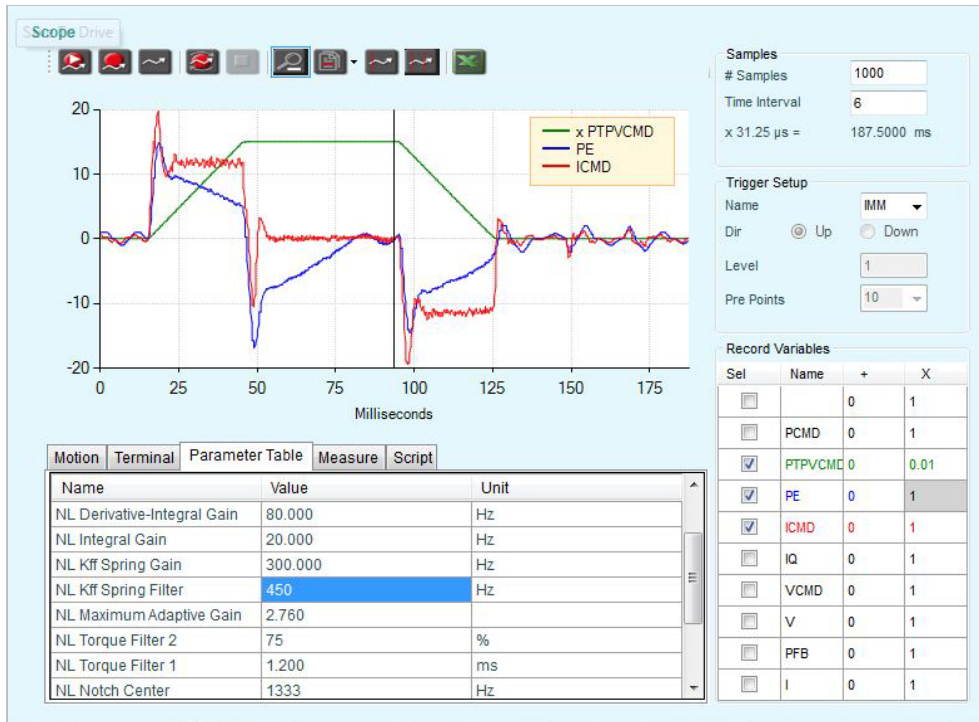 Scope
Drive
20
10
0
-10
-20
0 25 50 75 100 125 150 175
Milliseconds
x PTPVCMD
PE
ICMD
Samples
# Samples 1000
Time Interval 6
x 31.25 µs = 187.5000 ms
Trigger Setup
Name IMM
Dir Up Down
Level 1
Pre Points 10
Record Variables
Sel Name + X
0 1
PCMD 0 1
PTPVCMD 0 0.01
PE 0 1
ICMD 0 1
IQ 0 1
VCMD 0 1
V 0 1
PFB 0 1
I 0 1
Motion Terminal Parameter Table Measure Script
Name Value Unit
NL Derivative-Integral Gain 80.000 Hz
NL Integral Gain 20.000 Hz
NL Kff Spring Gain 300.000 Hz
NL Kff Spring Filter 450 Hz
NL Maximum Adaptive Gain 2.760
NL Torque Filter 2 75 %
NL Torque Filter 1 1.200 ms
NL Notch Center 1333 Hz